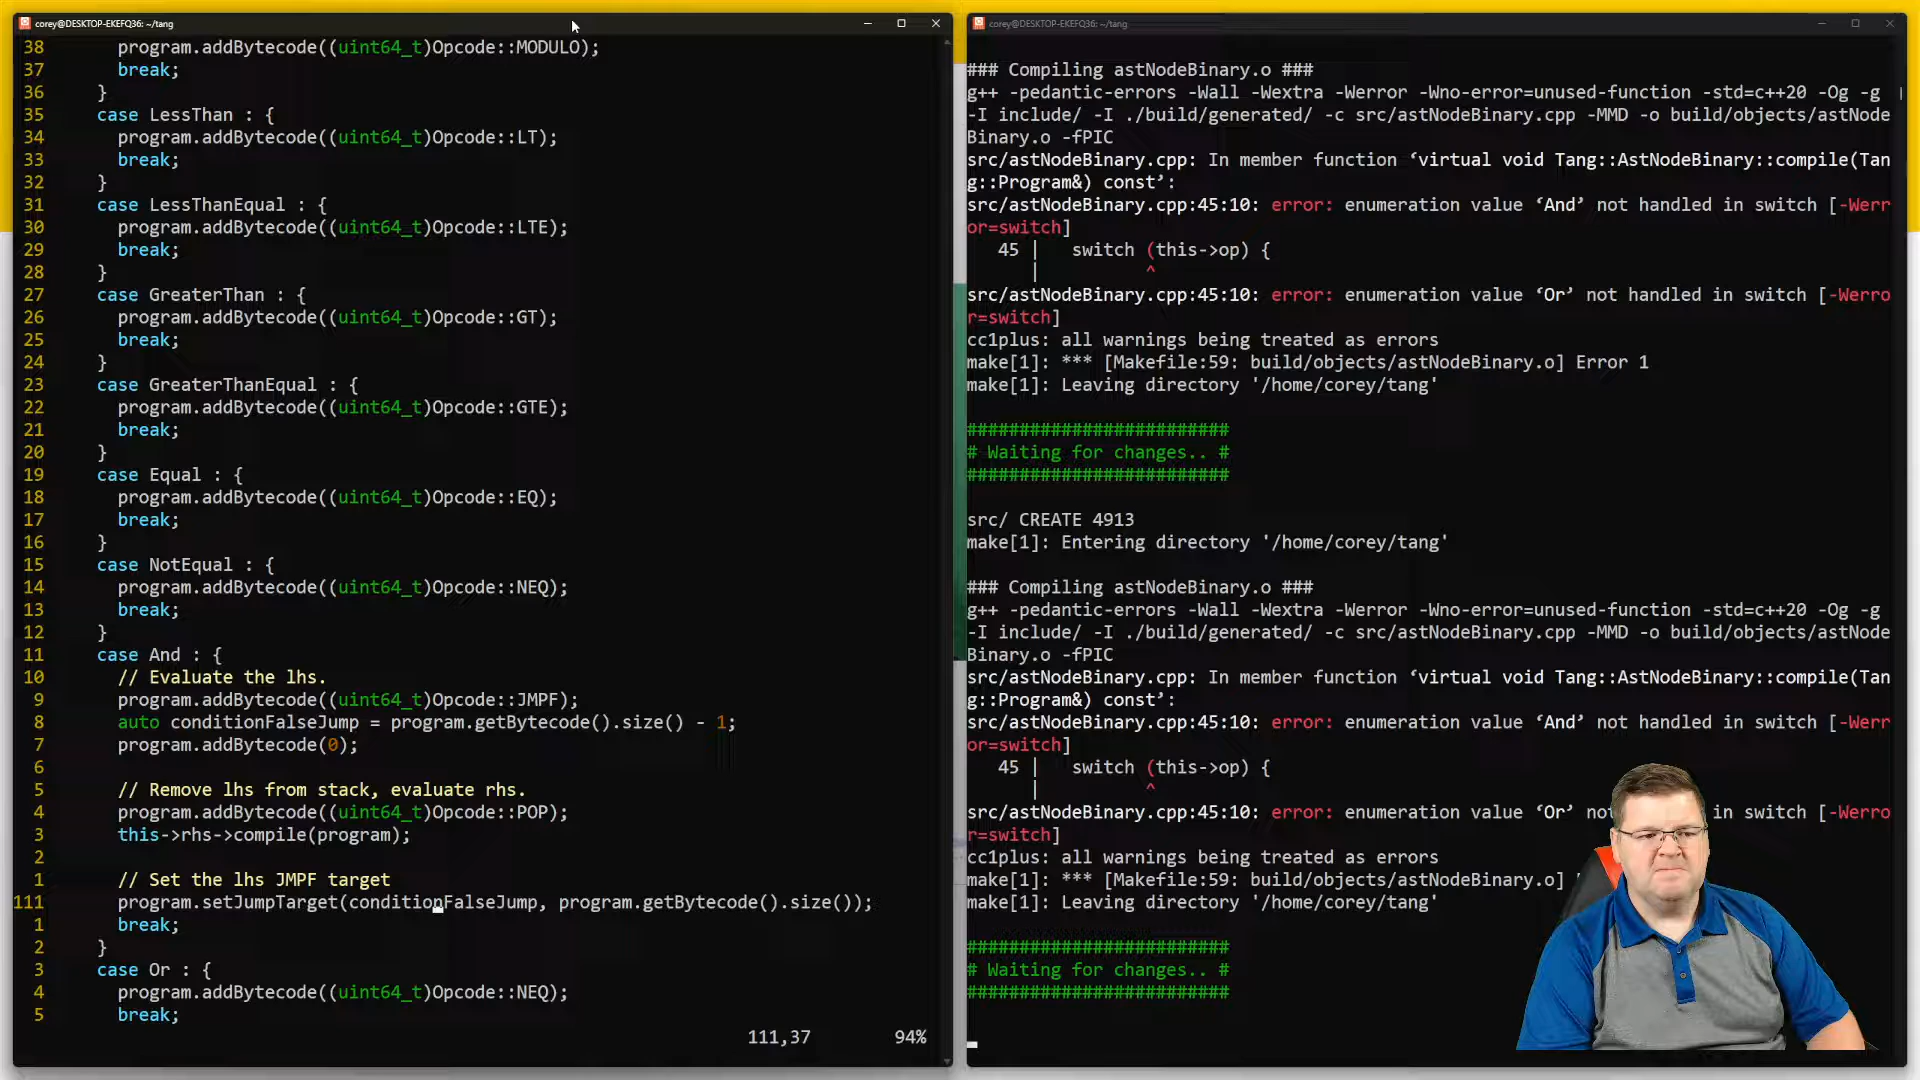 corey@DESKTOP-EKEFQ36: ~/tang
38 program.addBytecode((uint64_t)Opcode::MODULO);
37 break;
36 }
35 case LessThan : {
34 program.addBytecode((uint64_t)Opcode::LT);
33 break;
32 }
31 case LessThanEqual : {
30 program.addBytecode((uint64_t)Opcode::LTE);
29 break;
28 }
27 case GreaterThan : {
26 program.addBytecode((uint64_t)Opcode::GT);
25 break;
24 }
23 case GreaterThanEqual : {
22 program.addBytecode((uint64_t)Opcode::GTE);
21 break;
20 }
19 case Equal : {
18 program.addBytecode((uint64_t)Opcode::EQ);
17 break;
16 }
15 case NotEqual : {
14 program.addBytecode((uint64_t)Opcode::NEQ);
13 break;
12 }
11 case And : {
10 // Evaluate the lhs.
9 program.addBytecode((uint64_t)Opcode::JMPF);
8 auto conditionFalseJump = program.getBytecode().size() - 1;
7 program.addBytecode(0);
6
5 // Remove lhs from stack, evaluate rhs.
4 program.addBytecode((uint64_t)Opcode::POP);
3 this->rhs->compile(program);
2
1 // Set the lhs JMPF target
111 program.setJumpTarget(conditionFalseJump, program.getBytecode().size());
1 break;
2 }
3 case Or : {
4 program.addBytecode((uint64_t)Opcode::NEQ);
5 break;
111,37 94%
corey@DESKTOP-EKEFQ36: ~/tang
### Compiling astNodeBinary.o ###
g++ -pedantic-errors -Wall -Wextra -Werror -Wno-error=unused-function -std=c++20 -Og -g
-I include/ -I ./build/generated/ -c src/astNodeBinary.cpp -MMD -o build/objects/astNode
Binary.o -fPIC
src/astNodeBinary.cpp: In member function ‘virtual void Tang::AstNodeBinary::compile(Tan
g::Program&) const’:
src/astNodeBinary.cpp:45:10: error: enumeration value ‘And’ not handled in switch [-Werr
or=switch]
45 | switch (this->op) {
| ^
src/astNodeBinary.cpp:45:10: error: enumeration value ‘Or’ not handled in switch [-Werro
r=switch]
cc1plus: all warnings being treated as errors
make[1]: *** [Makefile:59: build/objects/astNodeBinary.o] Error 1
make[1]: Leaving directory '/home/corey/tang'
#########################
# Waiting for changes.. #
#########################
src/ CREATE 4913
make[1]: Entering directory '/home/corey/tang'
### Compiling astNodeBinary.o ###
g++ -pedantic-errors -Wall -Wextra -Werror -Wno-error=unused-function -std=c++20 -Og -g
-I include/ -I ./build/generated/ -c src/astNodeBinary.cpp -MMD -o build/objects/astNode
Binary.o -fPIC
src/astNodeBinary.cpp: In member function ‘virtual void Tang::AstNodeBinary::compile(Tan
g::Program&) const’:
src/astNodeBinary.cpp:45:10: error: enumeration value ‘And’ not handled in switch [-Werr
or=switch]
45 | switch (this->op) {
| ^
src/astNodeBinary.cpp:45:10: error: enumeration value ‘Or’ handled in switch [-Werro
r=switch]
cc1plus: all warnings being treated as errors
make[1]: *** [Makefile:59: build/objects/astNodeBinary.o]
make[1]: Leaving directory '/home/corey/tang'
#########################
# Waiting for changes.. #
#########################